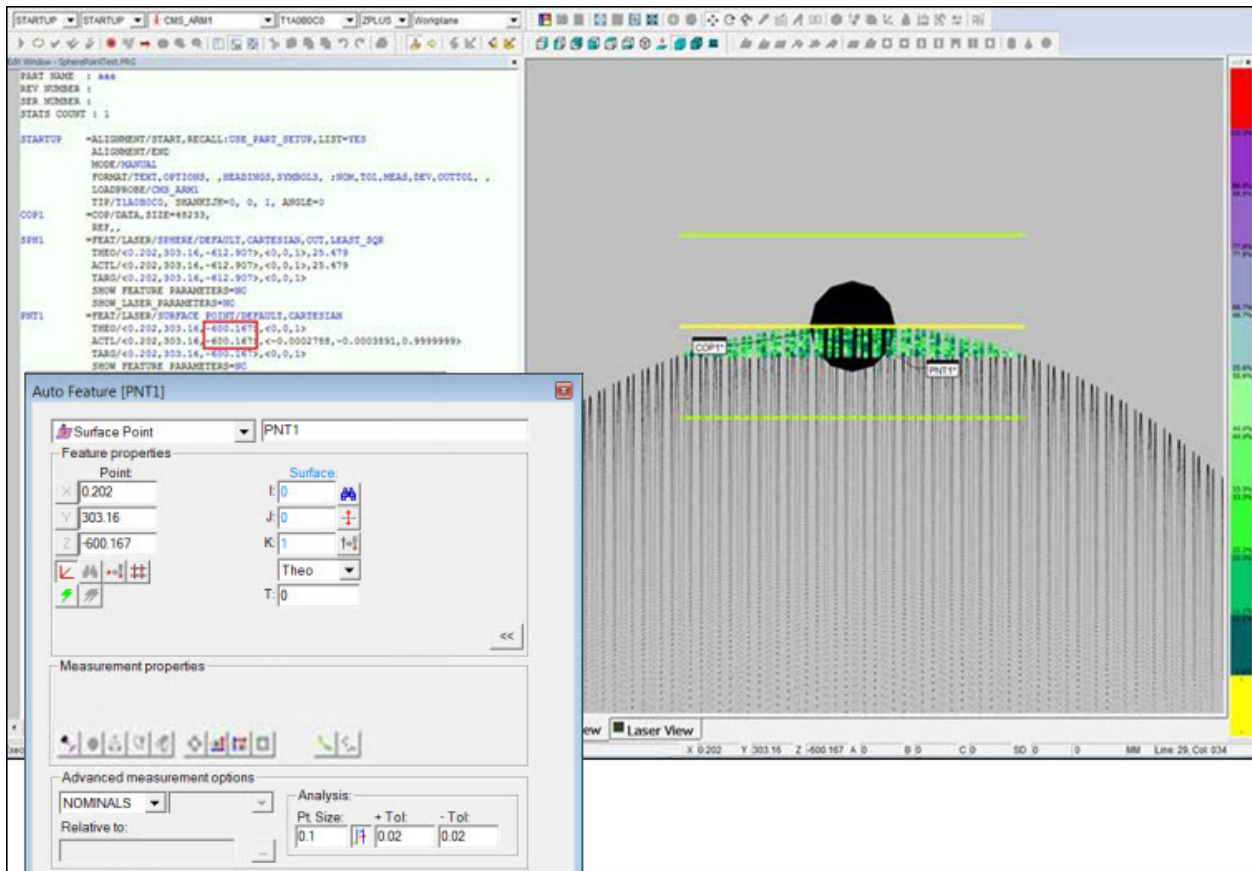 STARTUP STARTUP CMS_ARM1 T1A0B0C0 ZPLUS Workplane
Edit Window - SpherePointTest.PRG
PART NAME : aaa
REV NUMBER :
SER NUMBER :
STATS COUNT : 1
STARTUP =ALIGNMENT/START,RECALL:USE_PART_SETUP,LIST=YES
ALIGNMENT/END
MODE/MANUAL
FORMAT/TEXT,OPTIONS, ,HEADINGS,SYMBOLS, ;NOM,TOL,MEAS,DEV,OUTTOL, ,
LOADPROBE/CMS_ARM1
TIP/T1A0B0C0, SHANKIJK=0, 0, 1, ANGLE=0
COP1 =COP/DATA,SIZE=48233,
REF,,
SPH1 =FEAT/LASER/SPHERE/DEFAULT,CARTESIAN,OUT,LEAST_SQR
THEO/<0.202,303.16,-612.907>,<0,0,1>,25.479
ACTL/<0.202,303.16,-612.907>,<0,0,1>,25.479
TARG/<0.202,303.16,-612.907>,<0,0,1>
SHOW FEATURE PARAMETERS=NO
SHOW_LASER_PARAMETERS=NO
PNT1 =FEAT/LASER/SURFACE POINT/DEFAULT,CARTESIAN
THEO/<0.202,303.16,-600.167>,<0,0,1>
ACTL/<0.202,303.16,-600.167>,<-0.0002788,-0.0003891,0.9999999>
TARG/<0.202,303.16,-600.167>,<0,0,1>
SHOW FEATURE PARAMETERS=NO
COP1*
PNT1*
Auto Feature [PNT1]
Surface Point PNT1
Feature properties
Point: Surface:
X 0.202 I: 0
Y 303.16 J: 0
Z -600.167 K: 1
Theo
T: 0
<<
Measurement properties
Advanced measurement options
NOMINALS
Relative to:
...
Analysis:
Pt. Size: + Tol: - Tol:
0.1 0.02 0.02
Laser View
X 0.202 Y 303.16 Z -600.167 A 0 B 0 C 0 SD 0 0 MM Line: 29, Col: 034